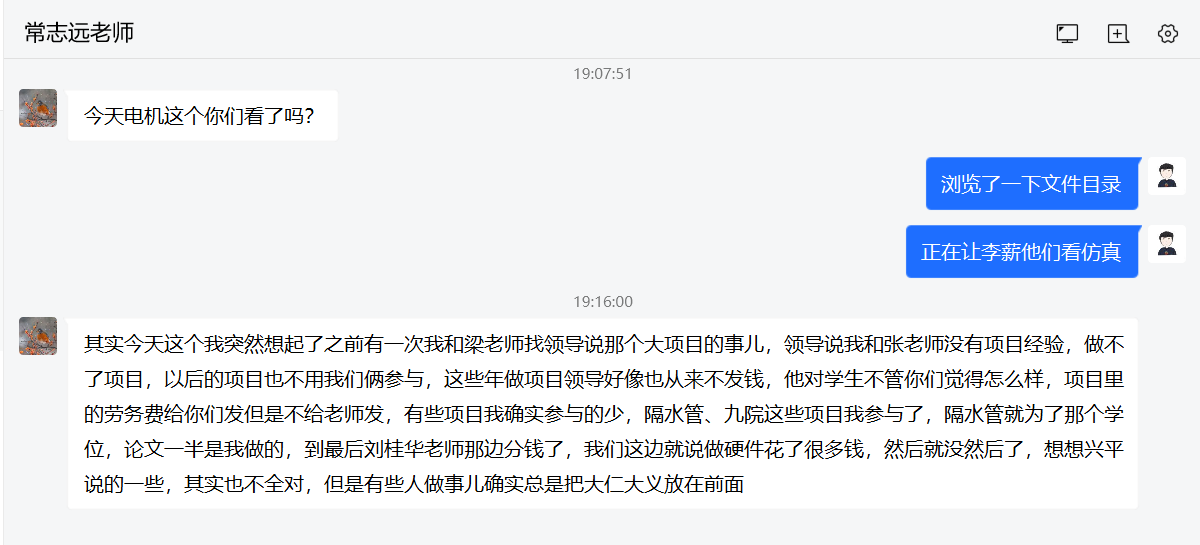 常志远老师
19:07:51
今天电机这个你们看了吗？
浏览了一下文件目录
正在让李薪他们看仿真
19:16:00
其实今天这个我突然想起了之前有一次我和梁老师找领导说那个大项目的事儿，领导说我和张老师没有项目经验，做不
了项目，以后的项目也不用我们俩参与，这些年做项目领导好像也从来不发钱，他对学生不管你们觉得怎么样，项目里
的劳务费给你们发但是不给老师发，有些项目我确实参与的少，隔水管、九院这些项目我参与了，隔水管就为了那个学
位，论文一半是我做的，到最后刘桂华老师那边分钱了，我们这边就说做硬件花了很多钱，然后就没然后了，想想兴平
说的一些，其实也不全对，但是有些人做事儿确实总是把大仁大义放在前面